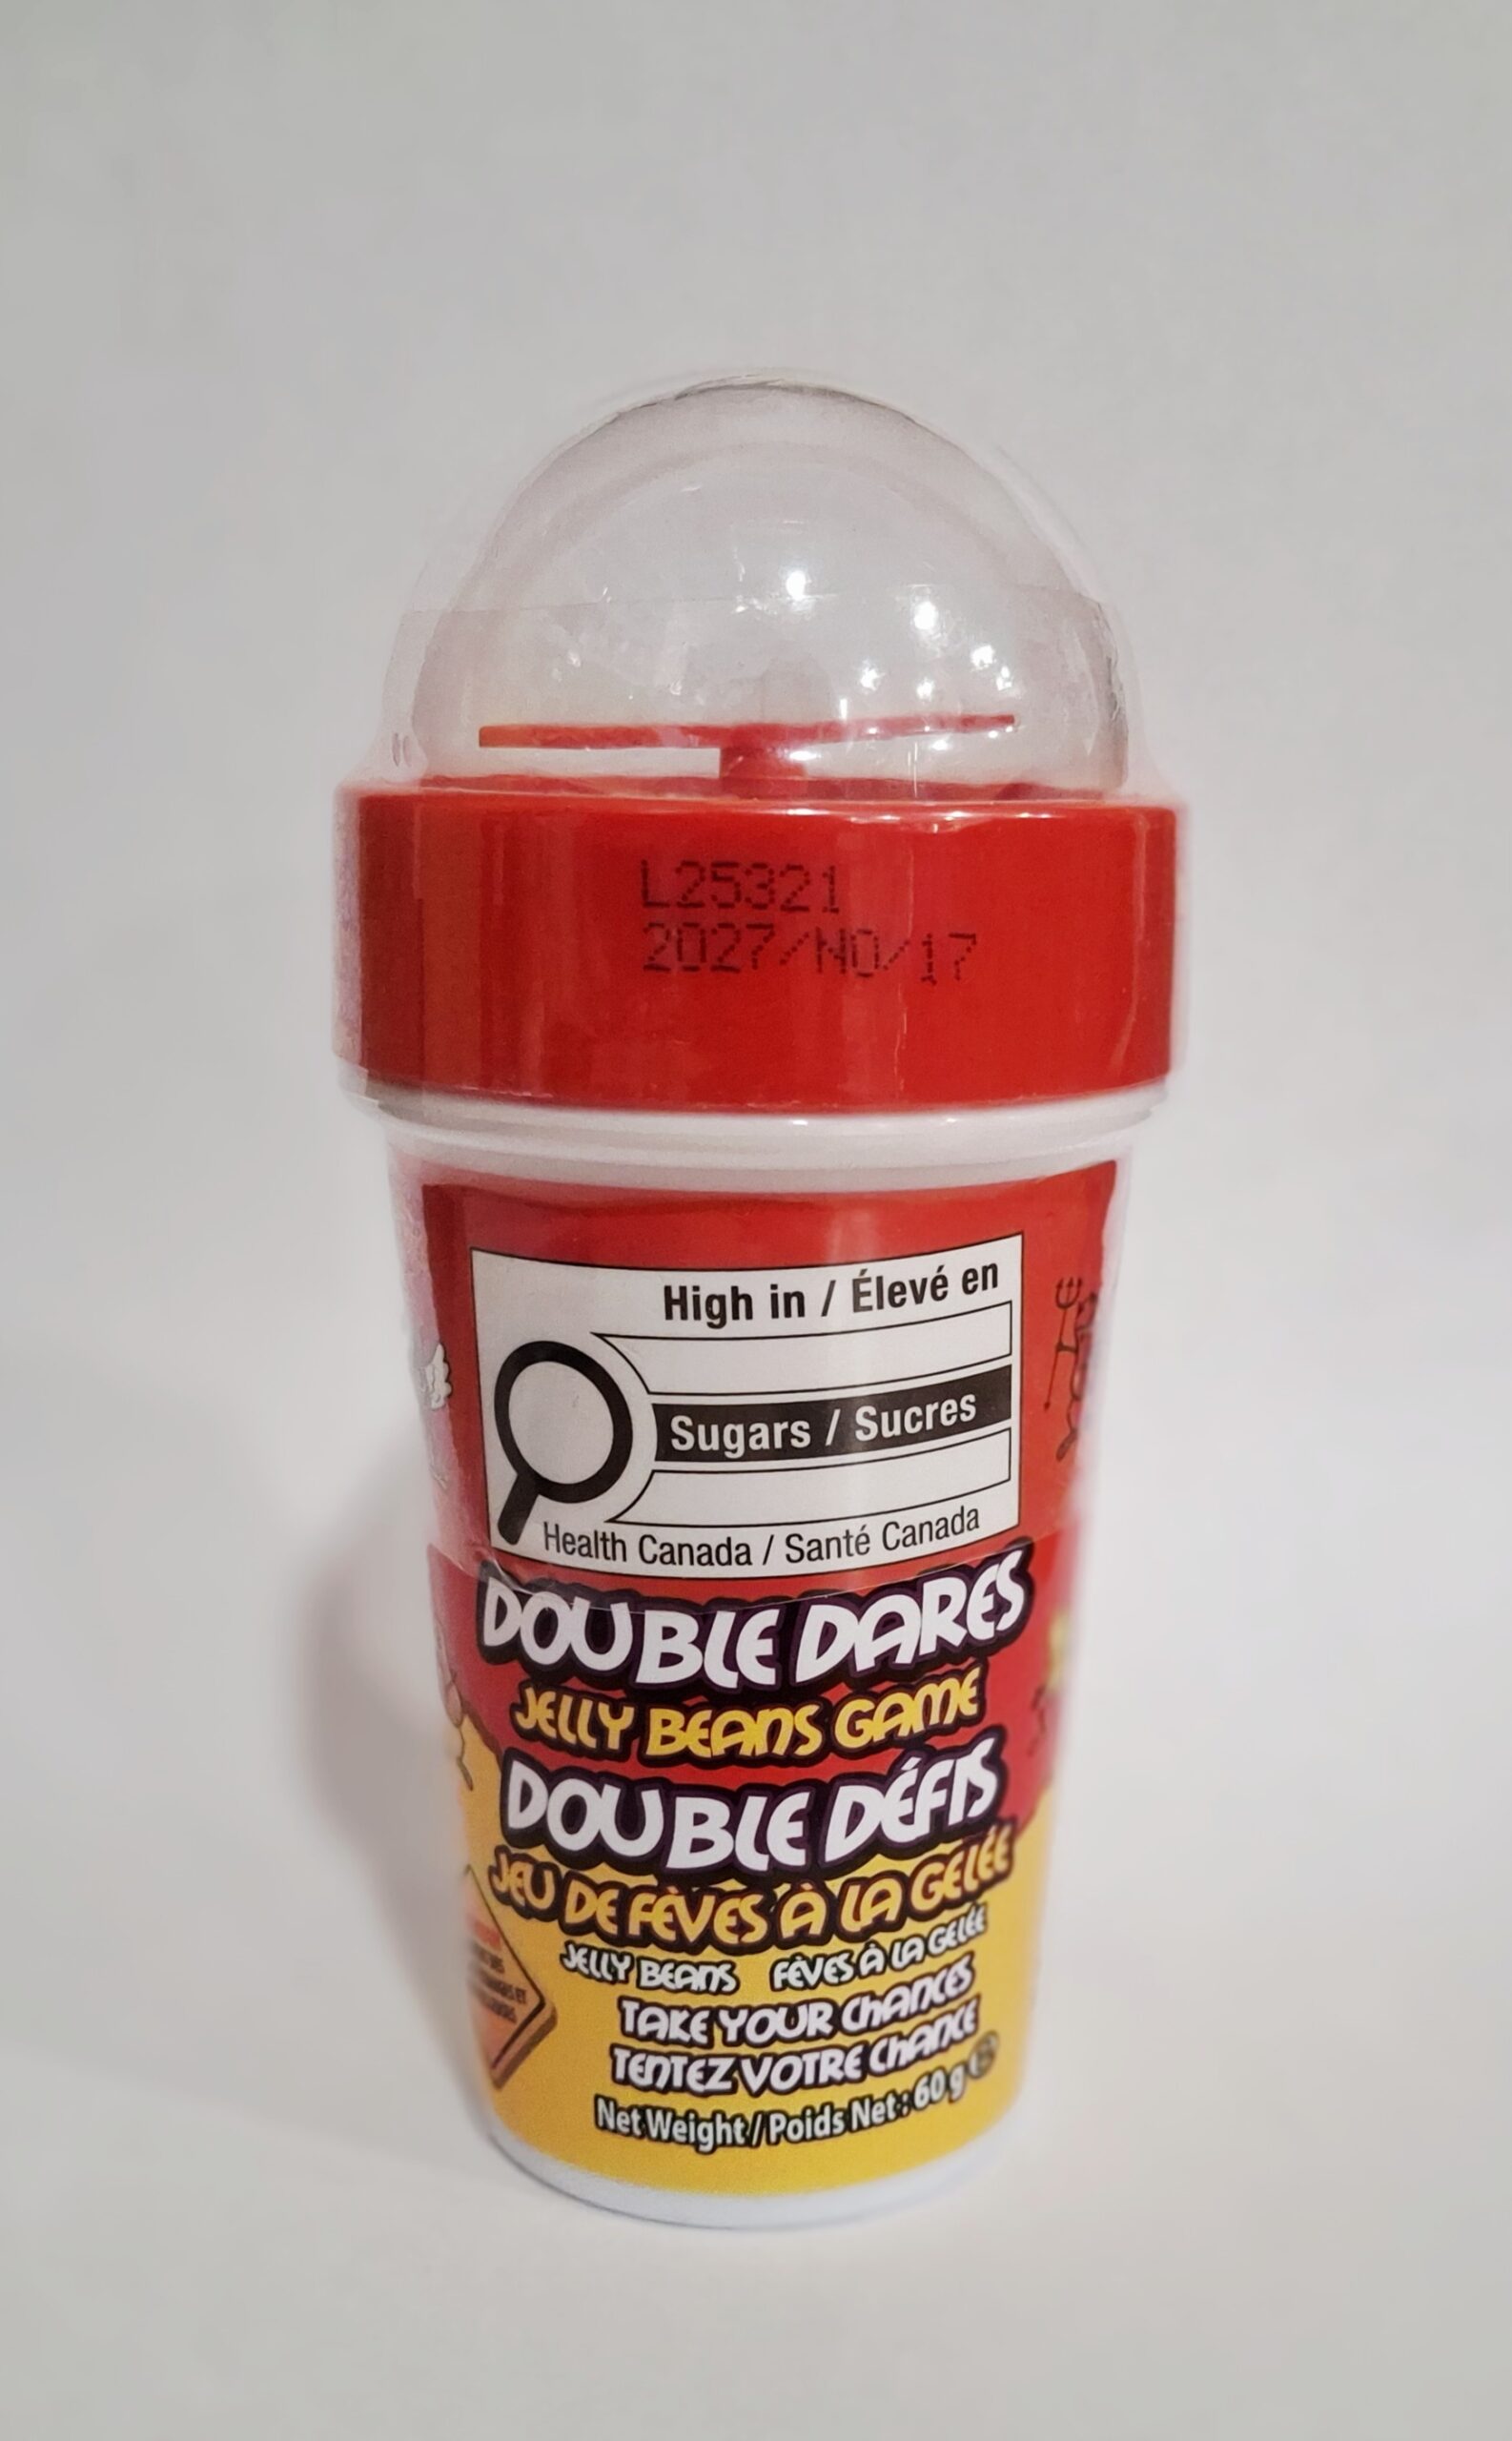 L25321
2027/NO/17
High in / Élevé en
Sugars / Sucres
Health Canada / Santé Canada
DOUBLE DARES
JELLY BEANS GAME
DOUBLE DÉFIS
JEU DE FÈVES À LA GELÉE
JELLY BEANS FÈVES À LA GELÉE
TAKE YOUR CHANCES
TENTEZ VOTRE CHANCE
Net Weight / Poids Net : 60 g